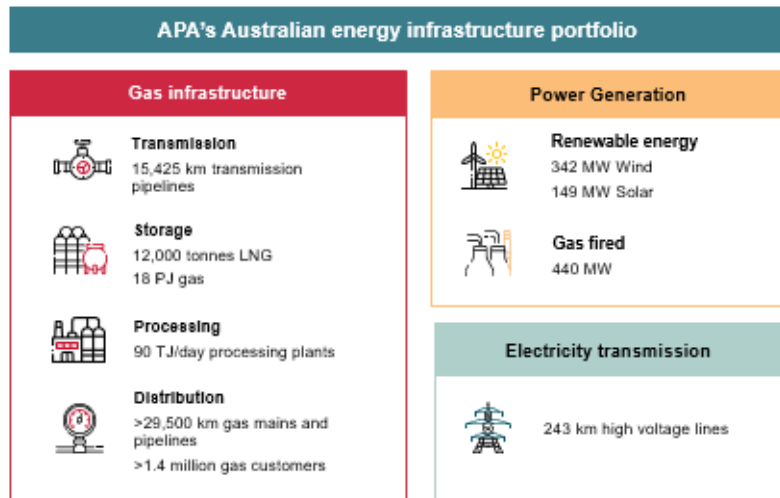 APA's Australian energy infrastructure portfolio
Gas infrastructure
Transmission
15,425 km transmission
pipelines
Storage
12,000 tonnes LNG
18 PJ gas
Processing
90 TJ/day processing plants
Distribution
>29,500 km gas mains and
pipelines
>1.4 million gas customers
Power Generation
Renewable energy
342 MW Wind
149 MW Solar
Gas fired
440 MW
Electricity transmission
243 km high voltage lines